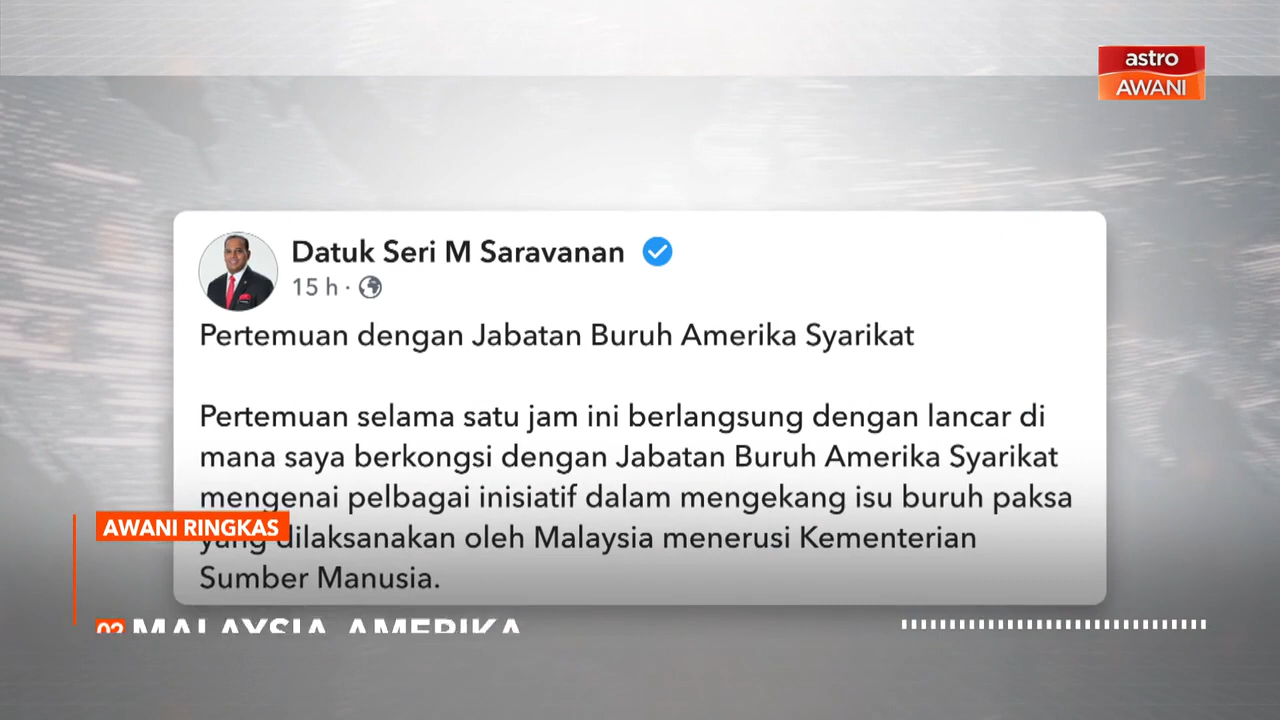 astro
AWANI
Datuk Seri M Saravanan
15 h ·
Pertemuan dengan Jabatan Buruh Amerika Syarikat
Pertemuan selama satu jam ini berlangsung dengan lancar di
mana saya berkongsi dengan Jabatan Buruh Amerika Syarikat
mengenai pelbagai inisiatif dalam mengekang isu buruh paksa
yang dilaksanakan oleh Malaysia menerusi Kementerian
Sumber Manusia.
AWANI RINGKAS
02 MALAYSIA AMERIKA